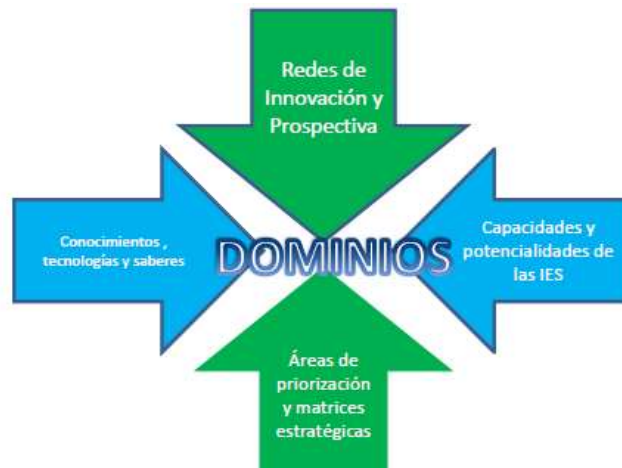 Redes de
Innovación y
Prospectiva
Conocimientos ,
tecnologías y saberes
DOMINIOS
Capacidades y
potencialidades de
las IES
Áreas de
priorización
y matrices
estratégicas